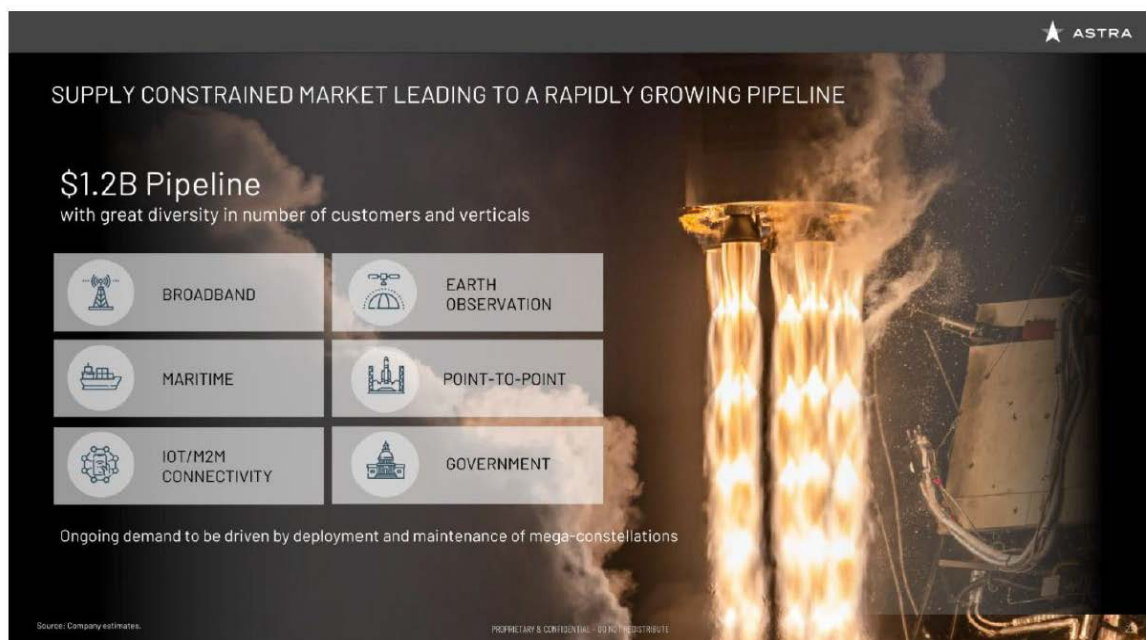 ASTRA
SUPPLY CONSTRAINED MARKET LEADING TO A RAPIDLY GROWING PIPELINE
$1.2B Pipeline
with great diversity in number of customers and verticals
BROADBAND
EARTH
OBSERVATION
MARITIME
POINT-TO-POINT
IOT/M2M
CONNECTIVITY
GOVERNMENT
Ongoing demand to be driven by deployment and maintenance of mega-constellations
Source: Company estimates.
PROPRIETARY & CONFIDENTIAL - DO NOT REDISTRIBUTE